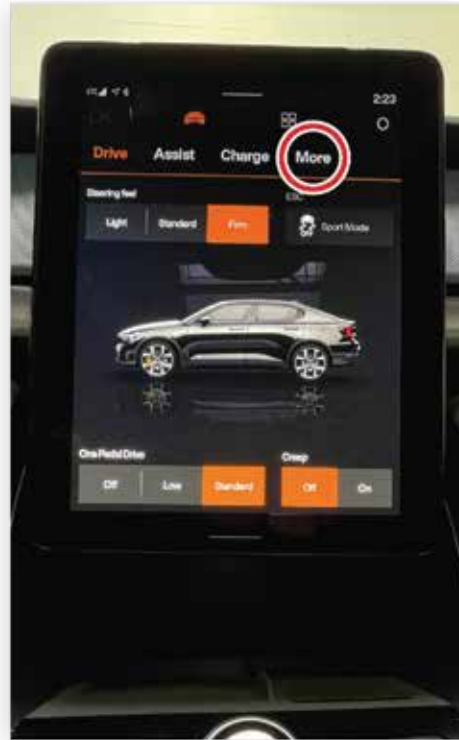 2:23
Drive Assist Charge More
Steering feel ESC
Light Standard Firm Sport Mode
One Pedal Drive Creep
Off Low Standard Off On